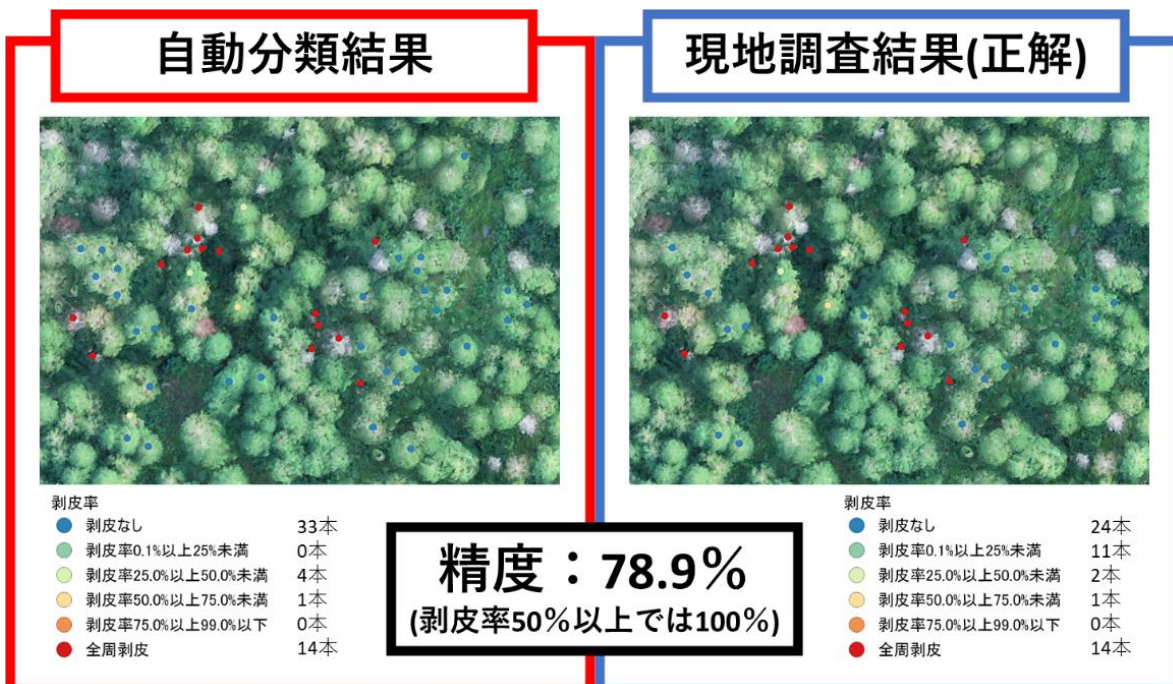 自動分類結果
現地調査結果(正解)
剥皮率
剥皮なし 33本
剥皮率0.1%以上25%未満 0本
剥皮率25.0%以上50.0%未満 4本
剥皮率50.0%以上75.0%未満 1本
剥皮率75.0%以上99.0%以下 0本
全周剥皮 14本
精度：78.9％
(剥皮率50％以上では100％)
剥皮率
剥皮なし 24本
剥皮率0.1%以上25%未満 11本
剥皮率25.0%以上50.0%未満 2本
剥皮率50.0%以上75.0%未満 1本
剥皮率75.0%以上99.0%以下 0本
全周剥皮 14本